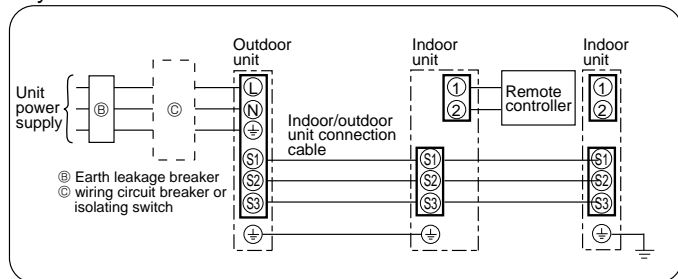 Outdoor
unit
Indoor
unit
Indoor
unit
Unit
power
supply
Ⓑ
Ⓒ
L
N
S1
S2
S3
Indoor/outdoor
unit connection
cable
1
2
Remote
controller
S1
S2
S3
1
2
S1
S2
S3
Ⓑ Earth leakage breaker
Ⓒ wiring circuit breaker or
isolating switch